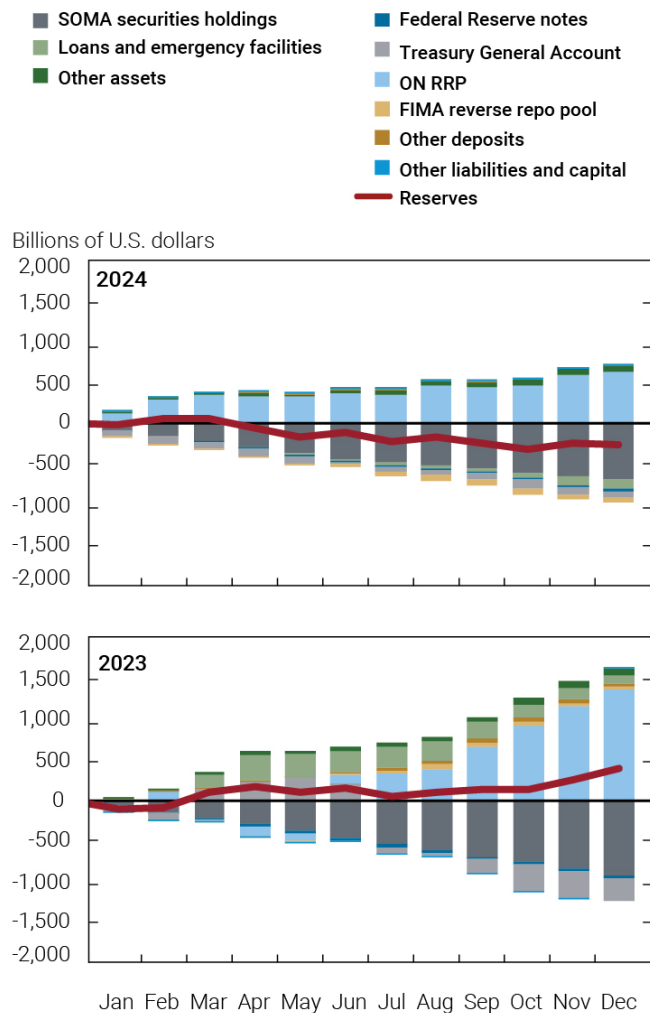 SOMA securities holdings
Loans and emergency facilities
Other assets
Federal Reserve notes
Treasury General Account
ON RRP
FIMA reverse repo pool
Other deposits
Other liabilities and capital
Reserves
Billions of U.S. dollars
2,000
2024
1,500
1,000
500
0
-500
-1,000
-1,500
-2,000
2,000
2023
1,500
1,000
500
0
-500
-1,000
-1,500
-2,000
Jan Feb Mar Apr May Jun Jul Aug Sep Oct Nov Dec